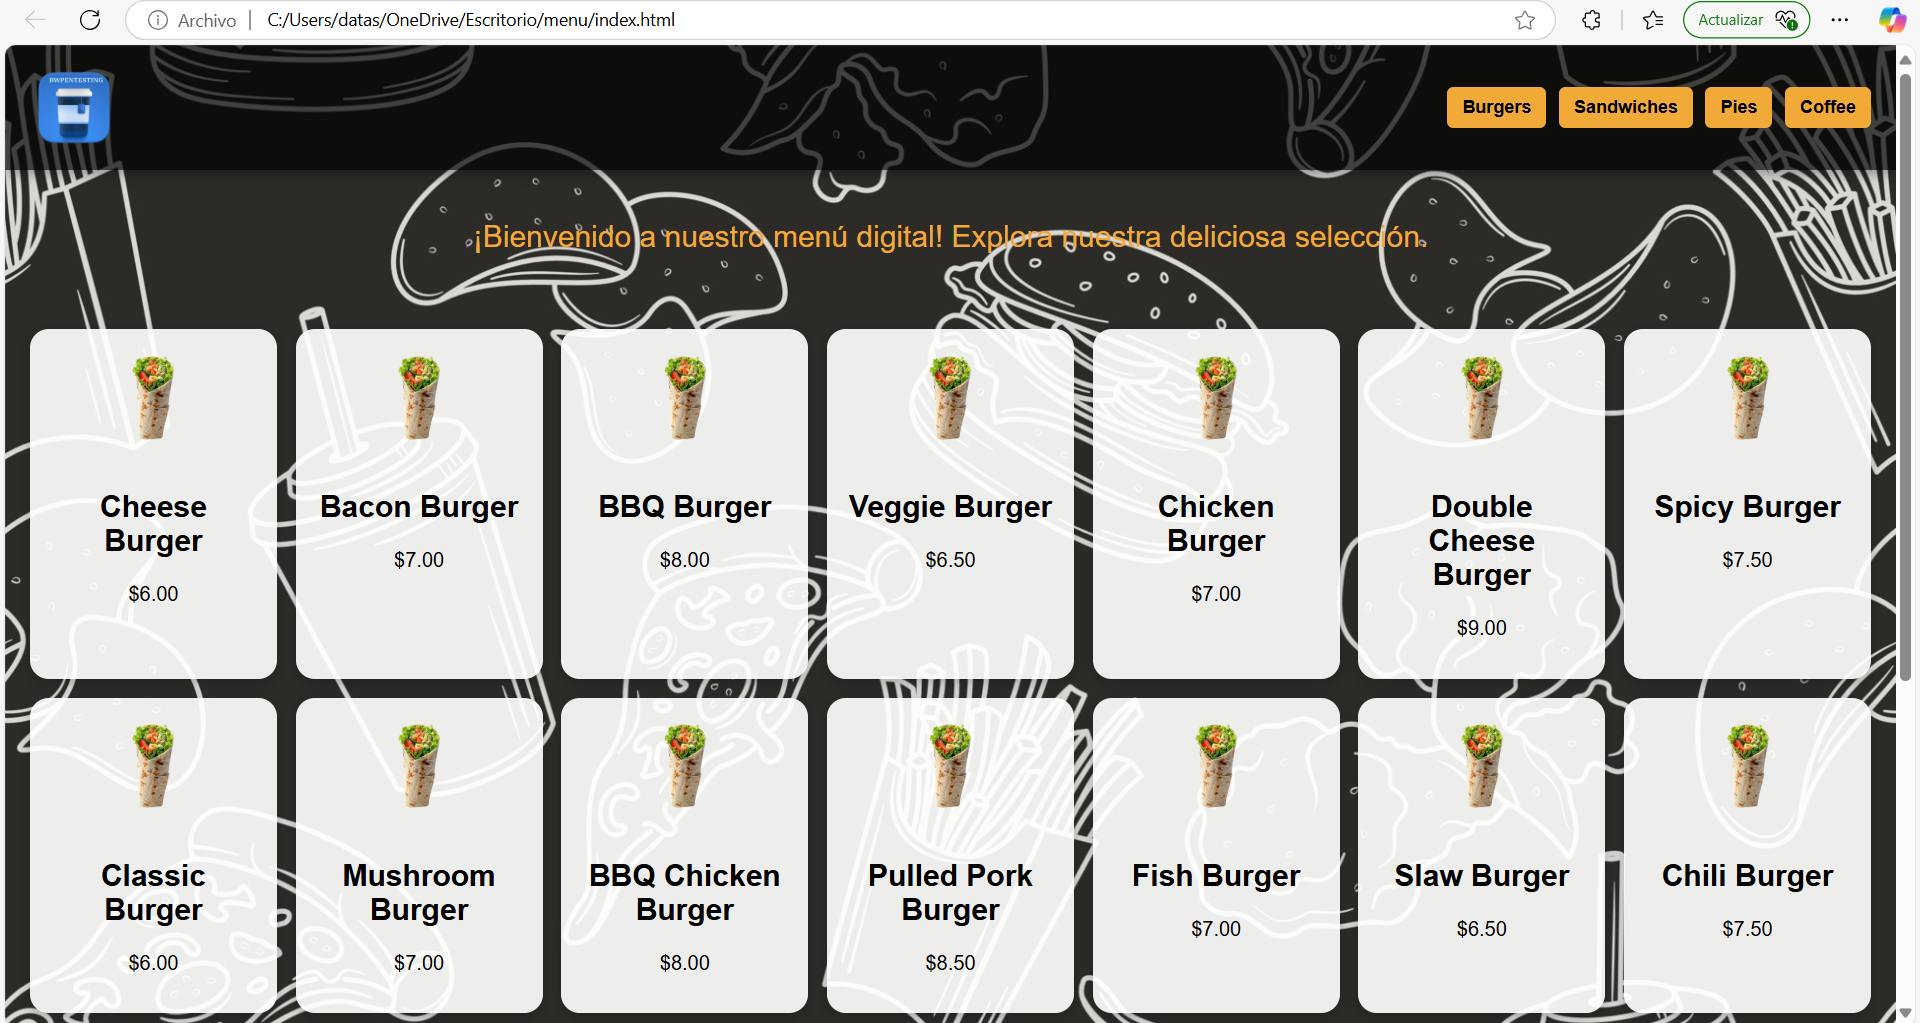 Archivo
C:/Users/datas/OneDrive/Escritorio/menu/index.html
Actualizar
BWPENTESTING
Burgers
Sandwiches
Pies
Coffee
¡Bienvenido a nuestro menú digital! Explora nuestra deliciosa selección.
Cheese
Burger
$6.00
Bacon Burger
$7.00
BBQ Burger
$8.00
Veggie Burger
$6.50
Chicken
Burger
$7.00
Double
Cheese
Burger
$9.00
Spicy Burger
$7.50
Classic
Burger
$6.00
Mushroom
Burger
$7.00
BBQ Chicken
Burger
$8.00
Pulled Pork
Burger
$8.50
Fish Burger
$7.00
Slaw Burger
$6.50
Chili Burger
$7.50